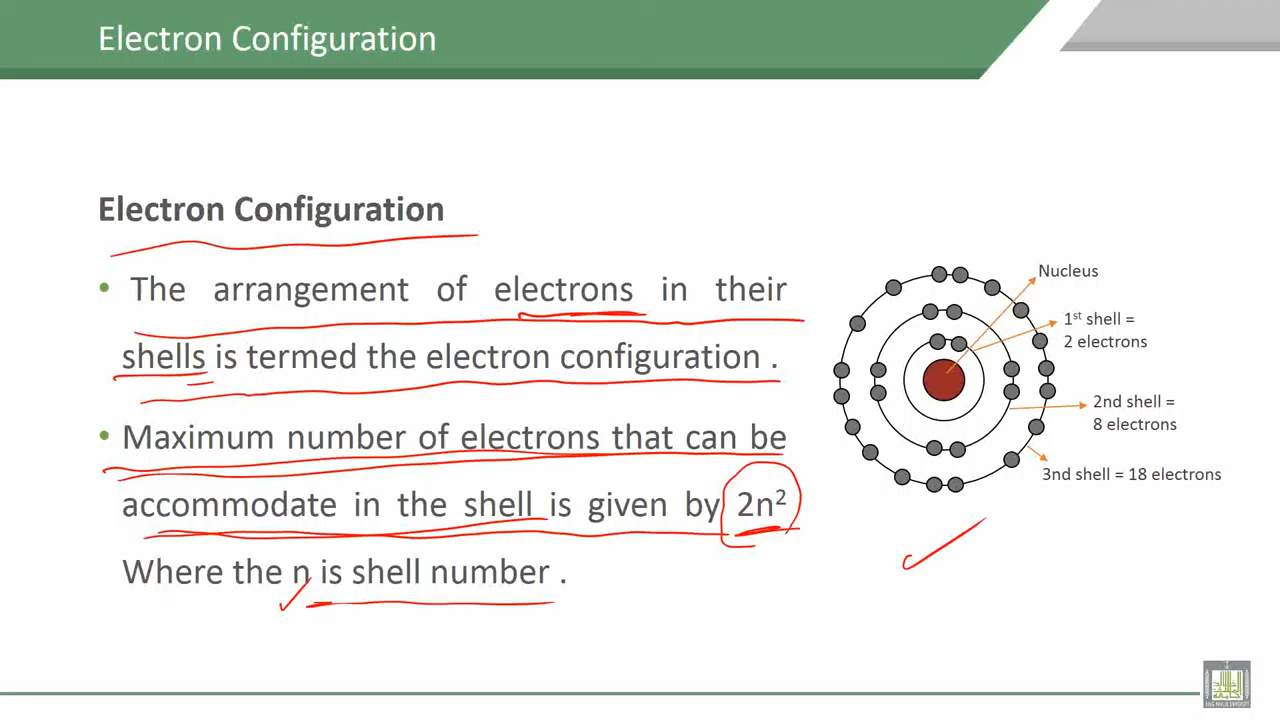 Electron Configuration
Electron Configuration
• The arrangement of electrons in their
shells is termed the electron configuration .
• Maximum number of electrons that can be
accommodate in the shell is given by 2n²
Where the n is shell number .
Nucleus
1st shell =
2 electrons
2nd shell =
8 electrons
3nd shell = 18 electrons